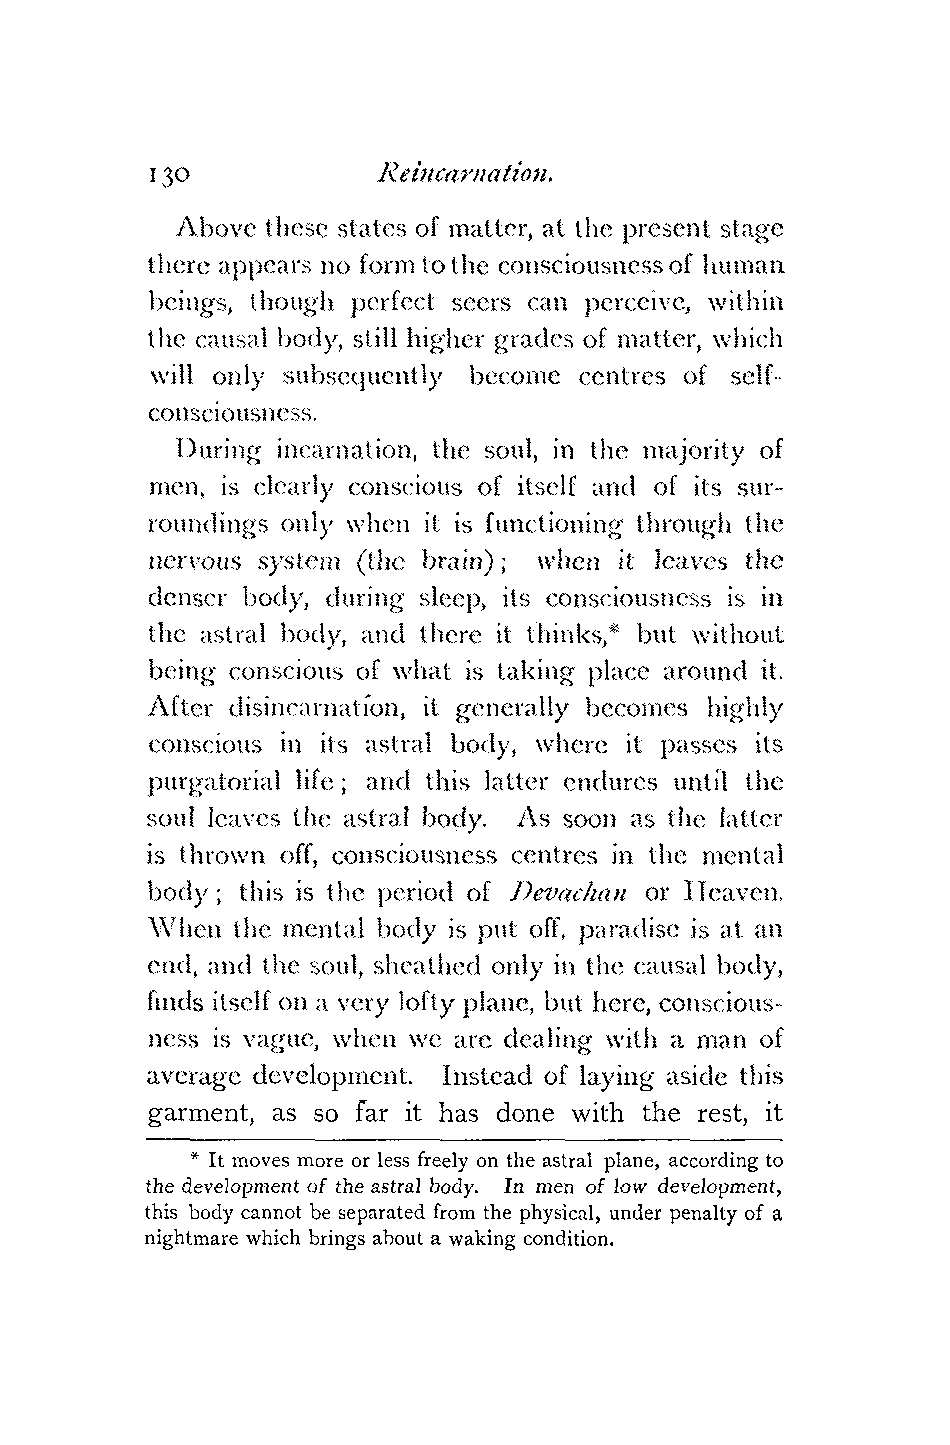 130 Reincarnation.
Above these states of matter, at the present stage
there appears no form to the consciousness of human
beings, though perfect seers can perceive, within
the causal body, still higher grades of matter, which
will only subsequently become centres of self-
consciousness.
During incarnation, the soul, in the majority of
men, is clearly conscious of itself and of its sur-
roundings only when it is functioning through the
nervous system (the brain); when it leaves the
denser body, during sleep, its consciousness is in
the astral body, and there it thinks,* but without
being conscious of what is taking place around it.
After disincarnation, it generally becomes highly
conscious in its astral body, where it passes its
purgatorial life; and this latter endures until the
soul leaves the astral body. As soon as the latter
is thrown off, consciousness centres in the mental
body; this is the period of Devachan or Heaven.
When the mental body is put off, paradise is at an
end, and the soul, sheathed only in the causal body,
finds itself on a very lofty plane, but here, conscious-
ness is vague, when we are dealing with a man of
average development. Instead of laying aside this
garment, as so far it has done with the rest, it
* It moves more or less freely on the astral plane, according to
the development of the astral body. In men of low development,
this body cannot be separated from the physical, under penalty of a
nightmare which brings about a waking condition.